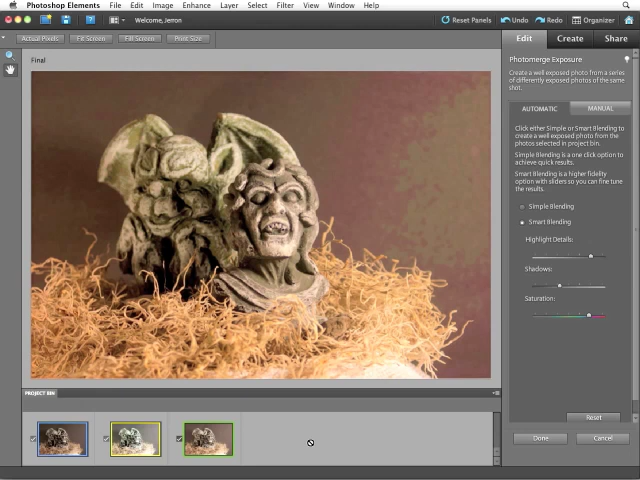 Photoshop Elements File Edit Image Enhance Layer Select Filter View Window Help
Welcome, Jerron Reset Panels Undo Redo Organizer
Actual Pixels Fit Screen Fill Screen Print Size
Edit Create Share
Final
Photomerge Exposure
Create a well exposed photo from a series
of differently exposed photos of the same
shot.
AUTOMATIC MANUAL
Click either Simple or Smart Blending to
create a well exposed photo from the
photos selected in project bin.
Simple Blending is a one click option to
achieve quick results.
Smart Blending is a higher fidelity
option with sliders so you can fine tune
the results.
Simple Blending
Smart Blending
Highlight Details:
Shadows:
Saturation:
Reset
Done Cancel
PROJECT BIN